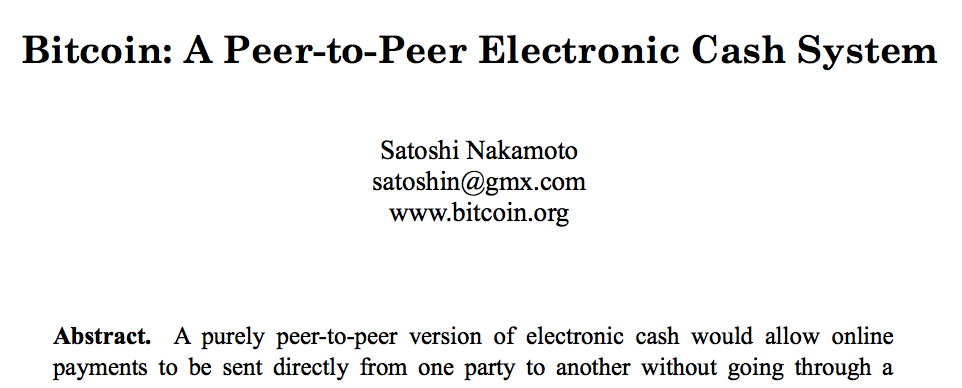 Bitcoin: A Peer-to-Peer Electronic Cash System
Satoshi Nakamoto
satoshin@gmx.com
www.bitcoin.org
Abstract. A purely peer-to-peer version of electronic cash would allow online
payments to be sent directly from one party to another without going through a